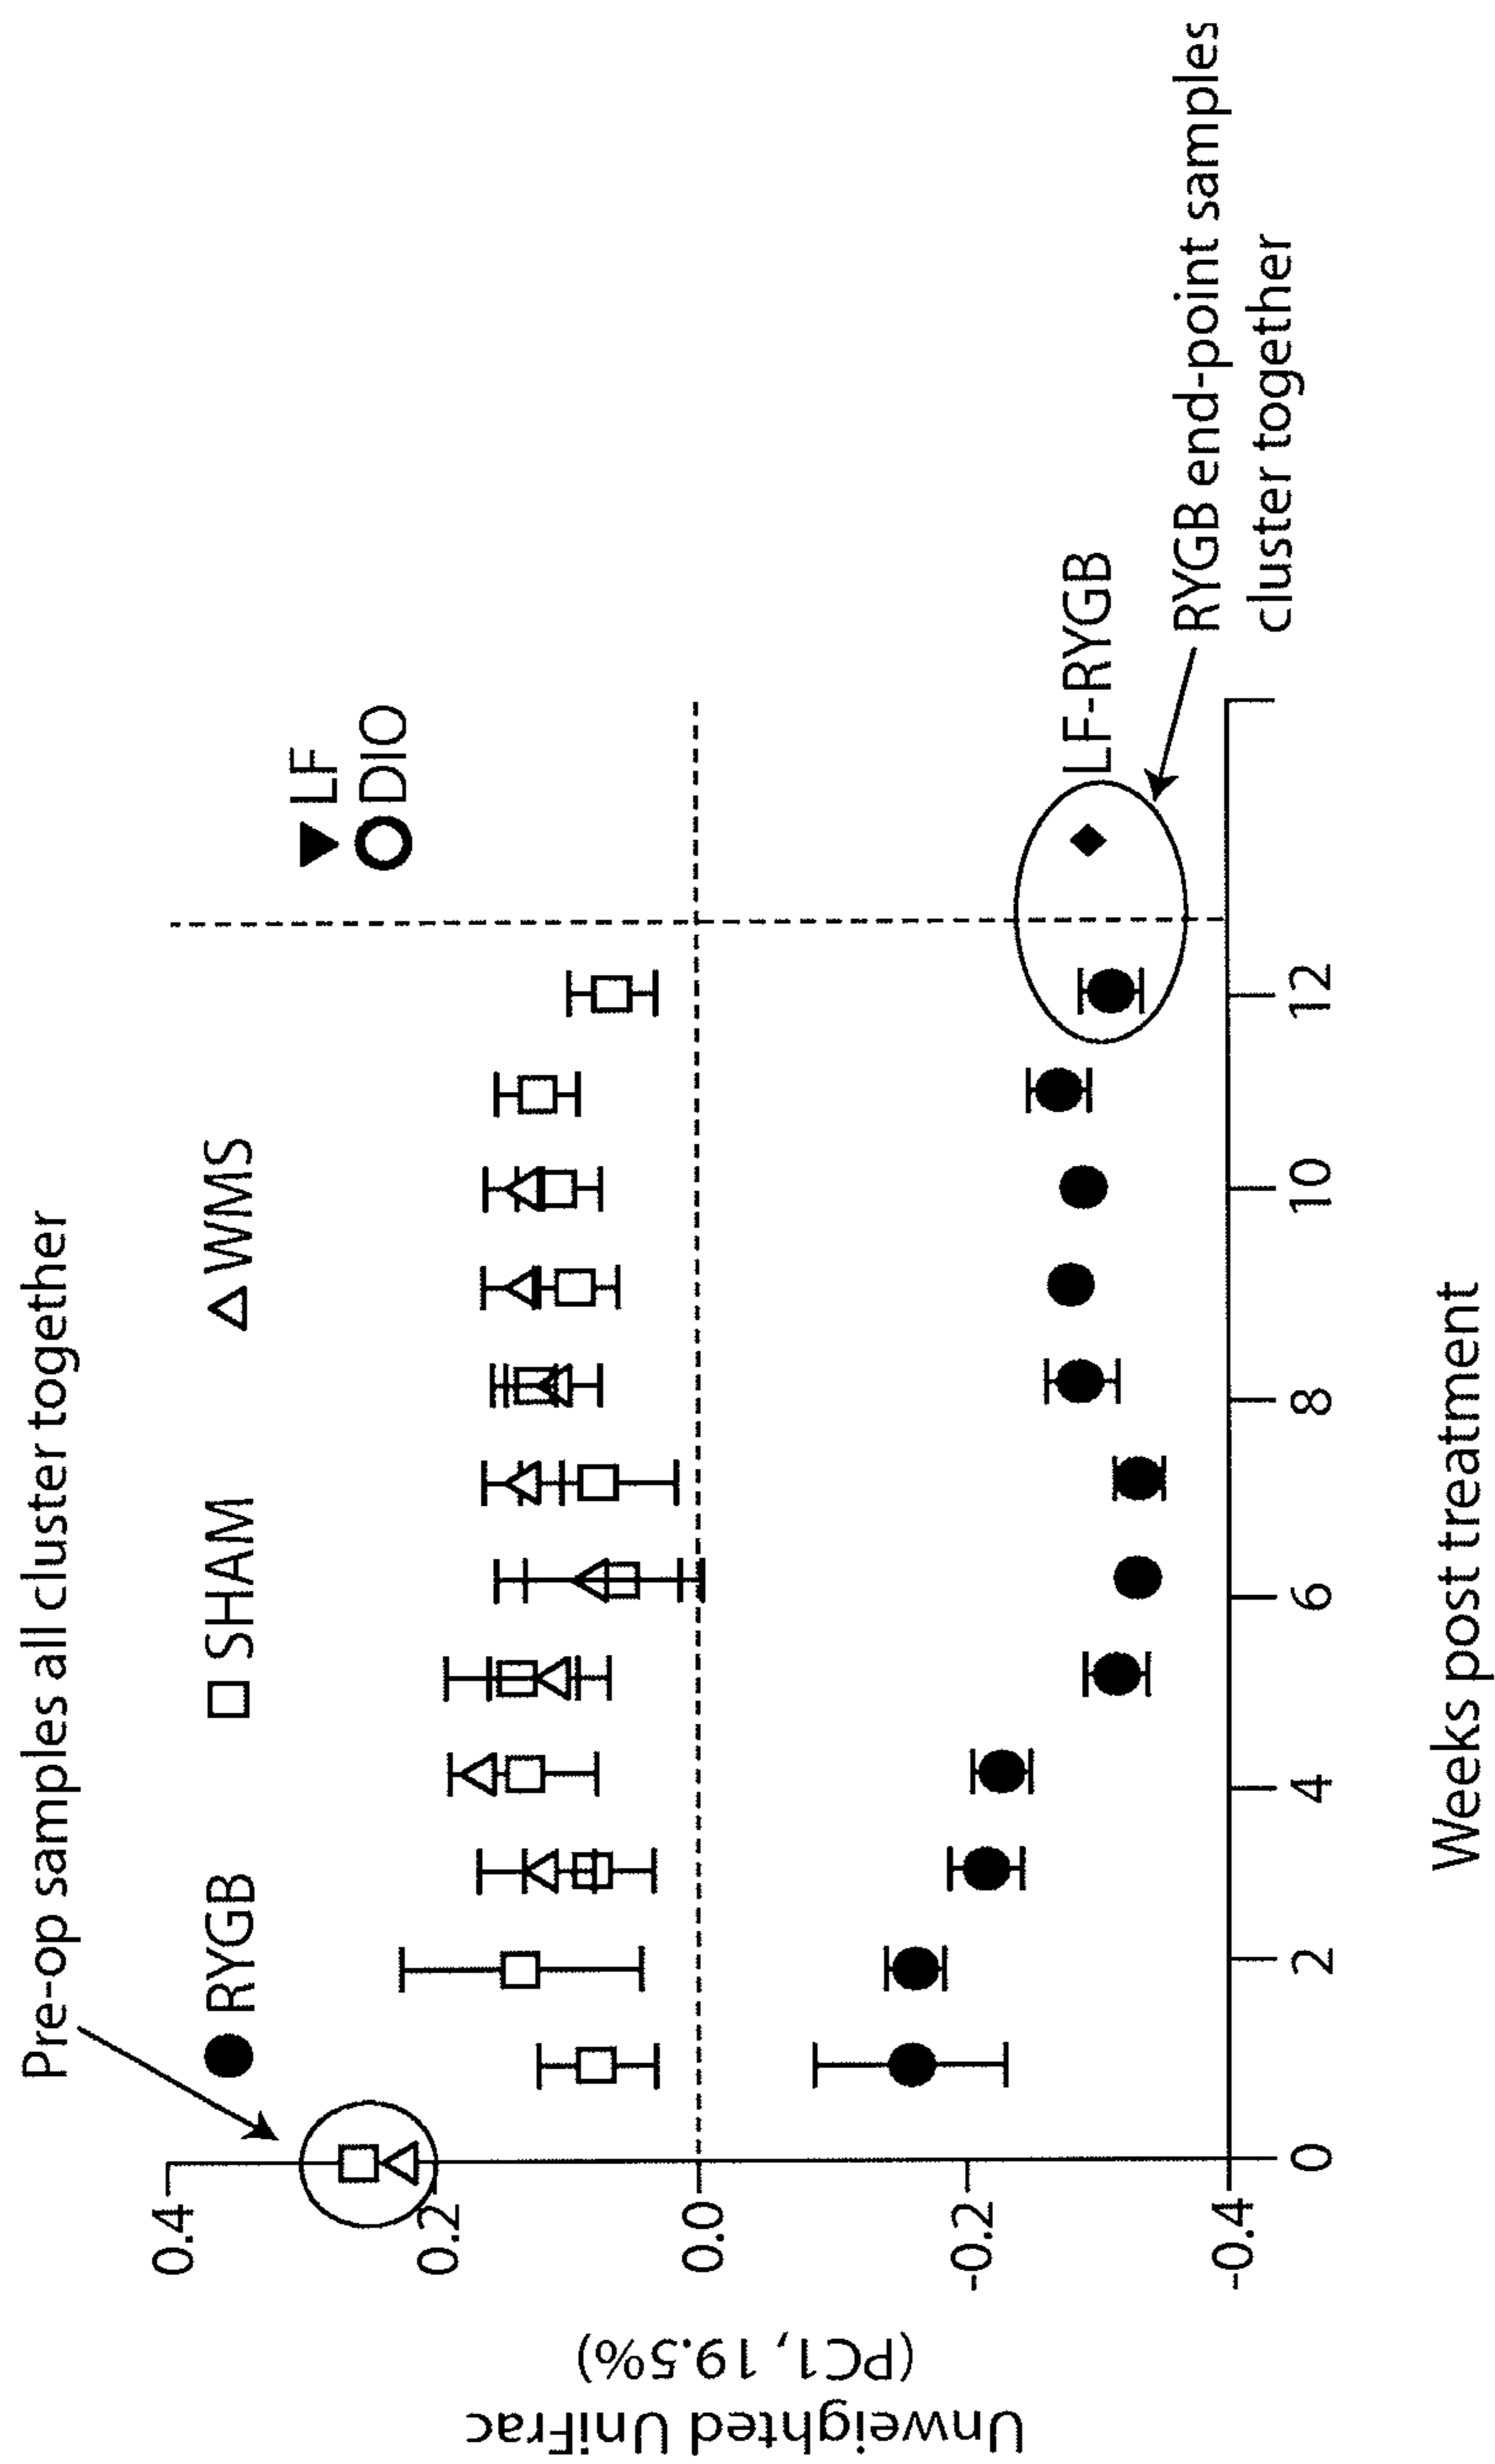 Pre-op samples all cluster together
RYGB
SHAM
WMS
LF
DIO
LF-RYGB
RYGB end-point samples
cluster together
Unweighted UniFrac
(PC1, 19.5%)
0.4
0.2
0.0
-0.2
-0.4
0
2
4
6
8
10
12
Weeks post treatment